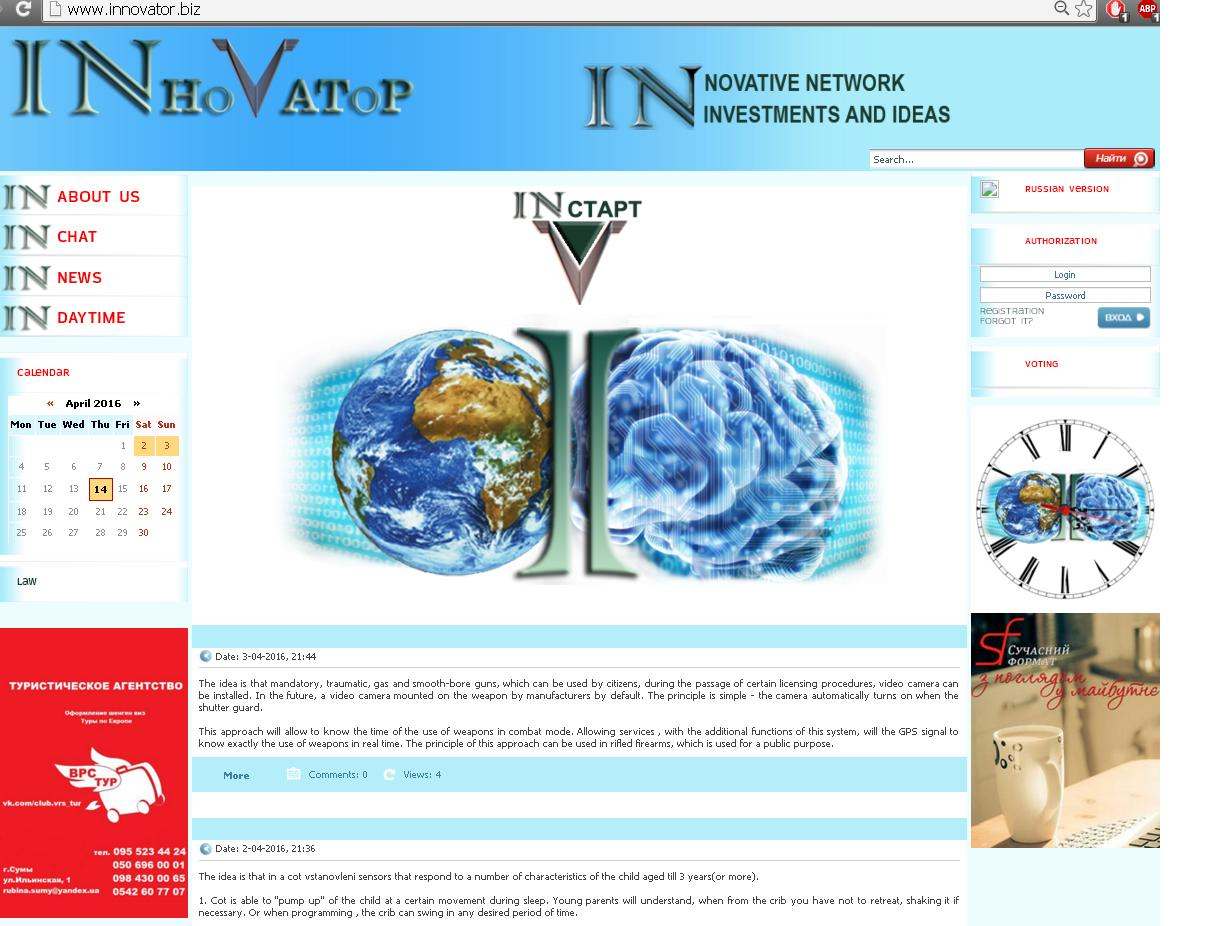 www.innovator.biz
1
ABP
1
INHOVATOP
INNOVATIVE NETWORK
INVESTMENTS AND IDEAS
Search...
Найти
IN ABOUT US
IN CHAT
IN NEWS
IN DAYTIME
Calendar
« April 2016 »
Mon Tue Wed Thu Fri Sat Sun
1 2 3
4 5 6 7 8 9 10
11 12 13 14 15 16 17
18 19 20 21 22 23 24
25 26 27 28 29 30
Law
ТУРИСТИЧЕСКОЕ АГЕНТСТВО
Оформление шенген виз
Туры по Европе
ВРС
ТУР
vk.com/club.vrs_tur
тел. 095 523 44 24
050 696 00 01
г.Сумы
098 430 00 65
ул.Ильинская, 1
rubina.sumy@yandex.ua
0542 60 77 07
INСТАРТ
Date: 3-04-2016, 21:44
The idea is that mandatory, traumatic, gas and smooth-bore guns, which can be used by citizens, during the passage of certain licensing procedures, video camera can
be installed. In the future, a video camera mounted on the weapon by manufacturers by default. The principle is simple - the camera automatically turns on when the
shutter guard.
This approach will allow to know the time of the use of weapons in combat mode. Allowing services , with the additional functions of this system, will the GPS signal to
know exactly the use of weapons in real time. The principle of this approach can be used in rifled firearms, which is used for a public purpose.
More Comments: 0 Views: 4
Date: 2-04-2016, 21:36
The idea is that in a cot vstanovleni sensors that respond to a number of characteristics of the child aged till 3 years(or more).
1. Cot is able to "pump up" of the child at a certain movement during sleep. Young parents will understand, when from the crib you have not to retreat, shaking it if
necessary. Or when programming , the crib can swing in any desired period of time.
Russian version
Authorization
Login
Password
Registration
Forgot it?
ВХОД
Voting
SF СУЧАСНИЙ
ФОРМАТ
з поглядом
у майбутнє